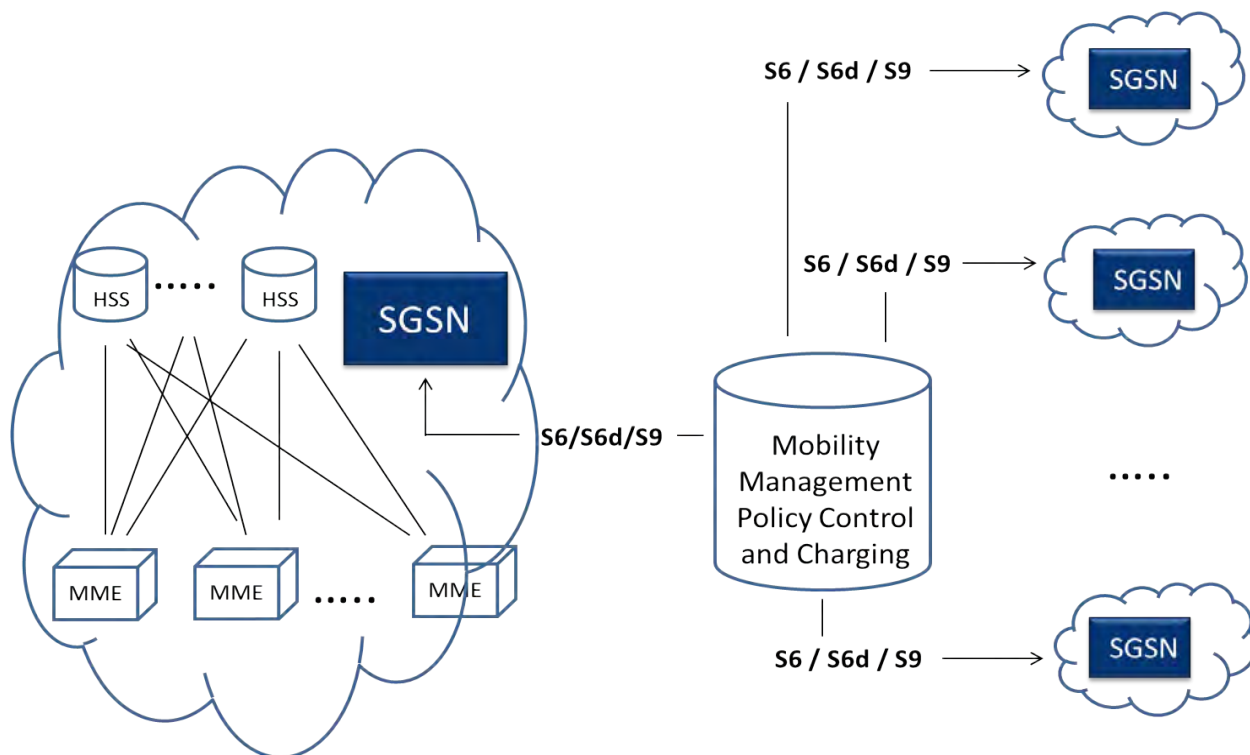 S6 / S6d / S9
SGSN
S6 / S6d / S9
SGSN
HSS
.....
HSS
SGSN
S6/S6d/S9
Mobility
Management
Policy Control
and Charging
.....
MME
MME
.....
MME
S6 / S6d / S9
SGSN